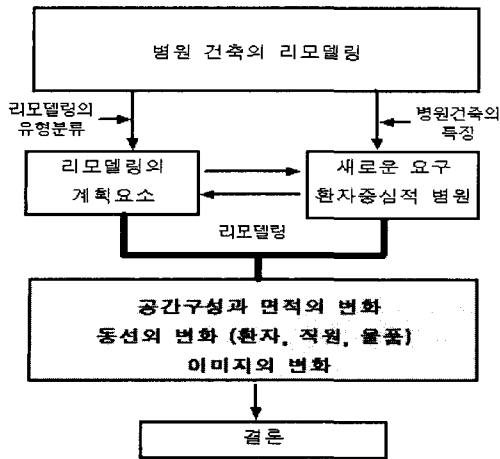 병원 건축의 리모델링
리모델링의
유형분류
병원건축의
특징
리모델링의
계획요소
새로운 요구
환자중심적 병원
리모델링
공간구성과 면적의 변화
동선의 변화 (환자, 직원, 물품)
이미지의 변화
결론